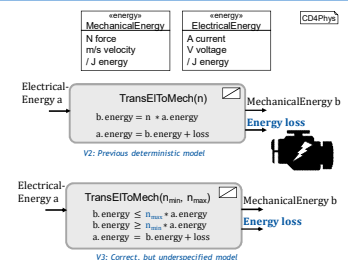 «energy»
MechanicalEnergy
N force
m/s velocity
/ J energy
«energy»
ElectricalEnergy
A current
V voltage
/ J energy
CD4Phys
Electrical-
Energy a
TransElToMech(n)
b.energy = n * a.energy
a.energy = b.energy + loss
MechanicalEnergy b
Energy loss
V2: Previous deterministic model
Electrical-
Energy a
TransElToMech(nmin, nmax)
b.energy ≤ nmax * a.energy
b.energy ≥ nmin * a.energy
a.energy = b.energy + loss
MechanicalEnergy b
Energy loss
V3: Correct, but underspecified model